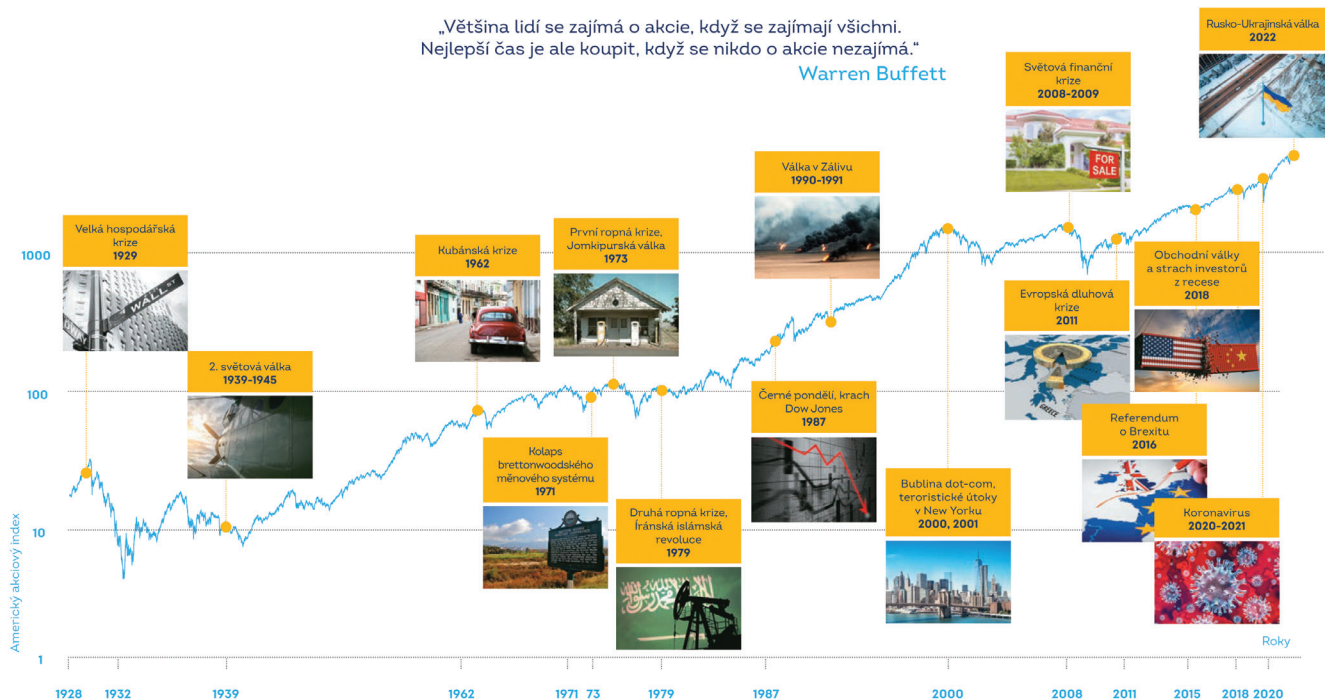 „Většina lidí se zajímá o akcie, když se zajímají všichni.
Nejlepší čas je ale koupit, když se nikdo o akcie nezajímá.“
Warren Buffett
Rusko-Ukrajinská válka
2022
Světová finanční
krize
2008-2009
FOR
SALE
Válka v Zálivu
1990-1991
Velká hospodářská
krize
1929
WALL ST
Kubánská krize
1962
První ropná krize,
Jomkipurská válka
1973
2. světová válka
1939-1945
Obchodní války
a strach investorů
z recese
2018
Evropská dluhová
krize
2011
GREECE
Černé pondělí, krach
Dow Jones
1987
Kolaps
brettonwoodského
měnového systému
1971
Druhá ropná krize,
Íránská islámská
revoluce
1979
Bublina dot-com,
teroristické útoky
v New Yorku
2000, 2001
Referendum
o Brexitu
2016
Koronavirus
2020-2021
Americký akciový index
1000
100
10
1
Roky
1928 1932 1939 1962 1971 73 1979 1987 2000 2008 2011 2015 2018 2020